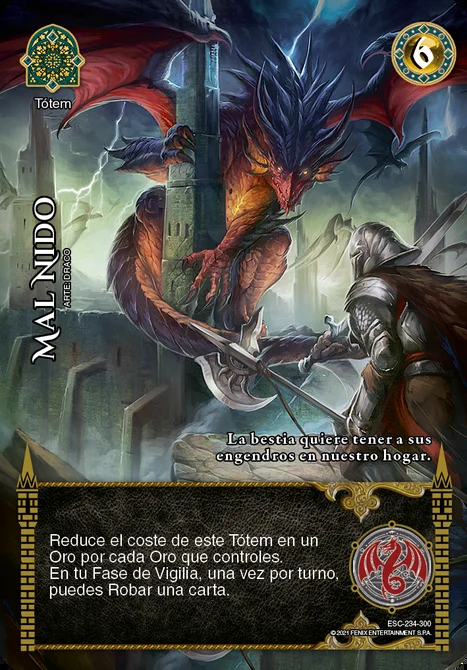 6
Tótem
MAL NIDO
ARTE: DRACO
La bestia quiere tener a sus
engendros en nuestro hogar.
Reduce el coste de este Tótem en un
Oro por cada Oro que controles.
En tu Fase de Vigilia, una vez por turno,
puedes Robar una carta.
ESC-234-300
©2021 FENIX ENTERTAINMENT S.P.A.